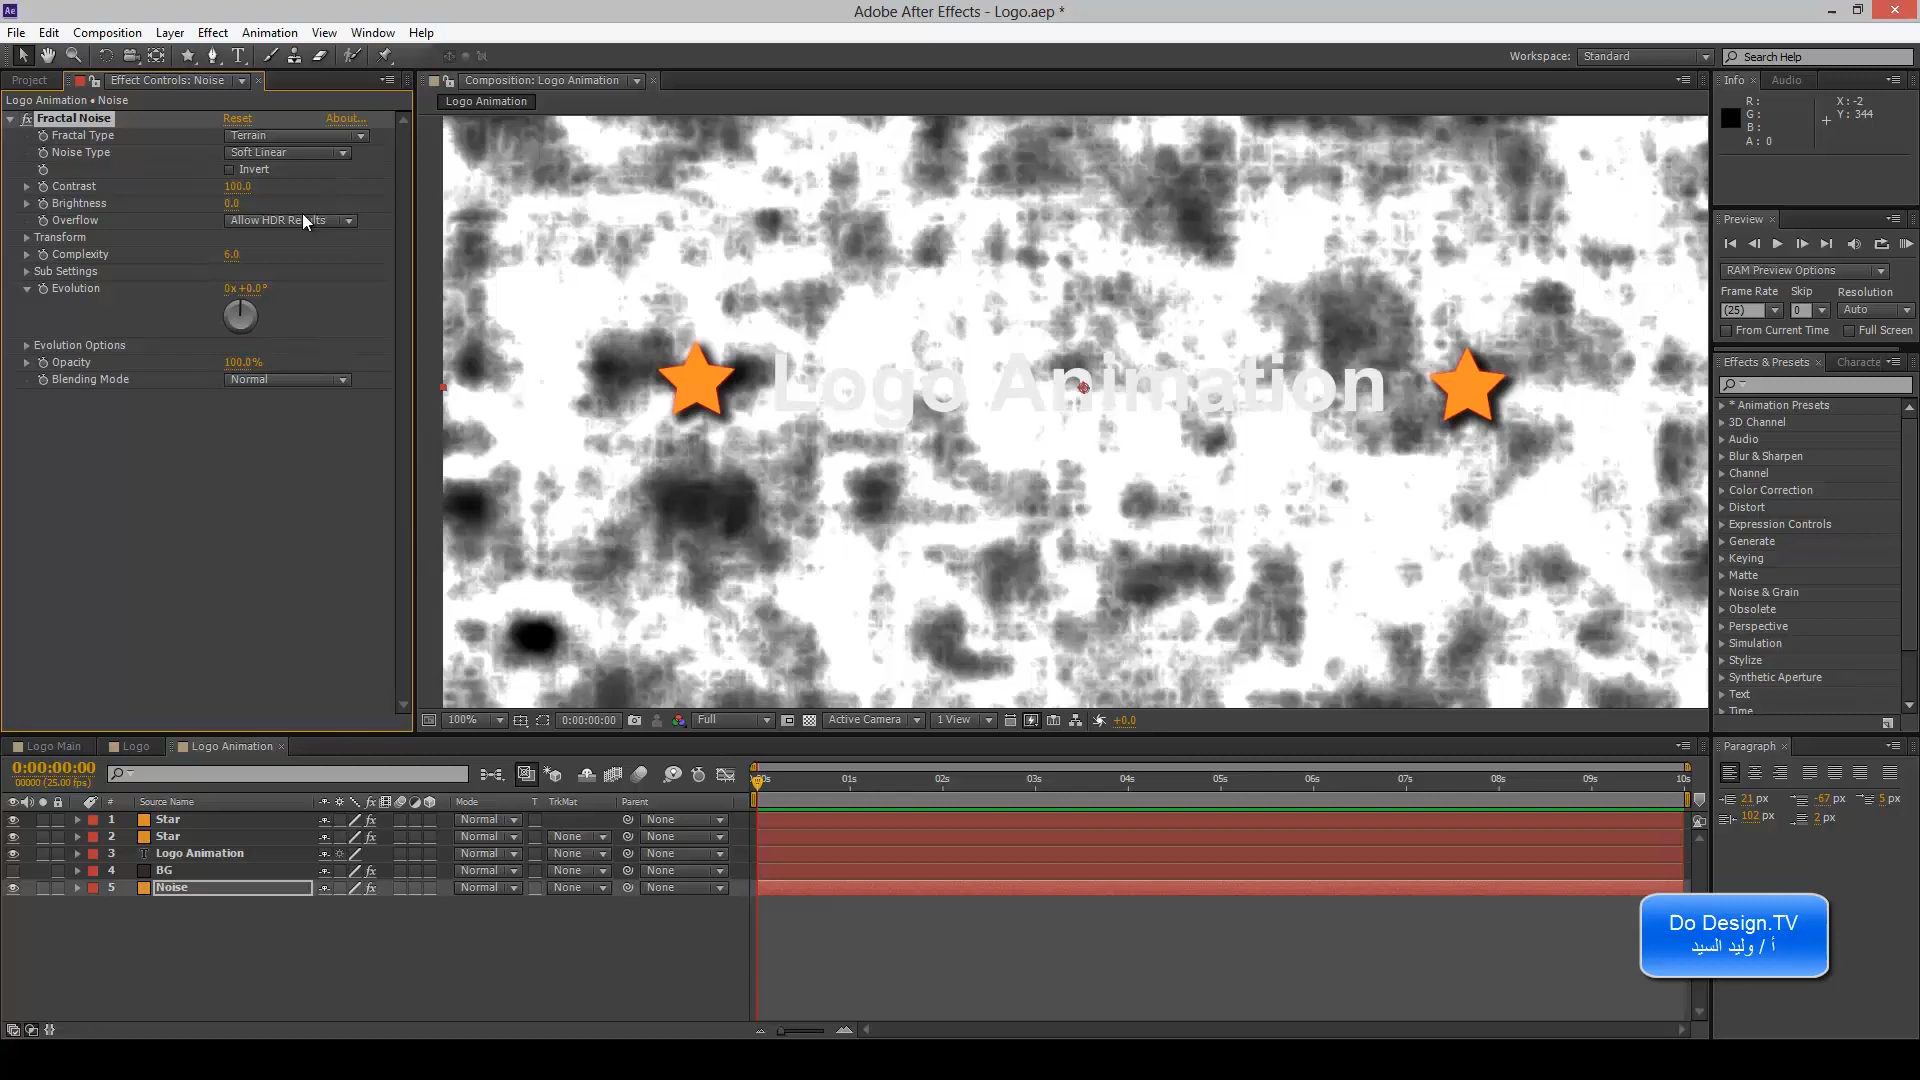 Adobe After Effects - Logo.aep *
File Edit Composition Layer Effect Animation View Window Help
Workspace: Standard Search Help
Project Effect Controls: Noise
Logo Animation • Noise
Fractal Noise Reset About...
Fractal Type Terrain
Noise Type Soft Linear
Invert
Contrast 100.0
Brightness 0.0
Overflow Allow HDR Results
Transform
Complexity 6.0
Sub Settings
Evolution 0x +0.0°
Evolution Options
Opacity 100.0%
Blending Mode Normal
Composition: Logo Animation
Logo Animation
Logo Animation
100% 0:00:00:00 Full Active Camera 1 View +0.0
Info Audio
R: X: -2
G: Y: 344
B:
A: 0
Preview
RAM Preview Options
Frame Rate Skip Resolution
(25) 0 Auto
From Current Time Full Screen
Effects & Presets Characte
* Animation Presets
3D Channel
Audio
Blur & Sharpen
Channel
Color Correction
Distort
Expression Controls
Generate
Keying
Matte
Noise & Grain
Obsolete
Perspective
Simulation
Stylize
Synthetic Aperture
Text
Time
Logo Main Logo Logo Animation
0:00:00:00
00000 (25.00 fps)
# Source Name Mode T TrkMat Parent
1 Star Normal None
2 Star Normal None None
3 Logo Animation Normal None None
4 BG Normal None None
5 Noise Normal None None
01s 02s 03s 04s 05s 06s 07s 08s 09s 10s
Paragraph
21 px -67 px 5 px
102 px 2 px
Do Design.TV
أ / وليد السيد